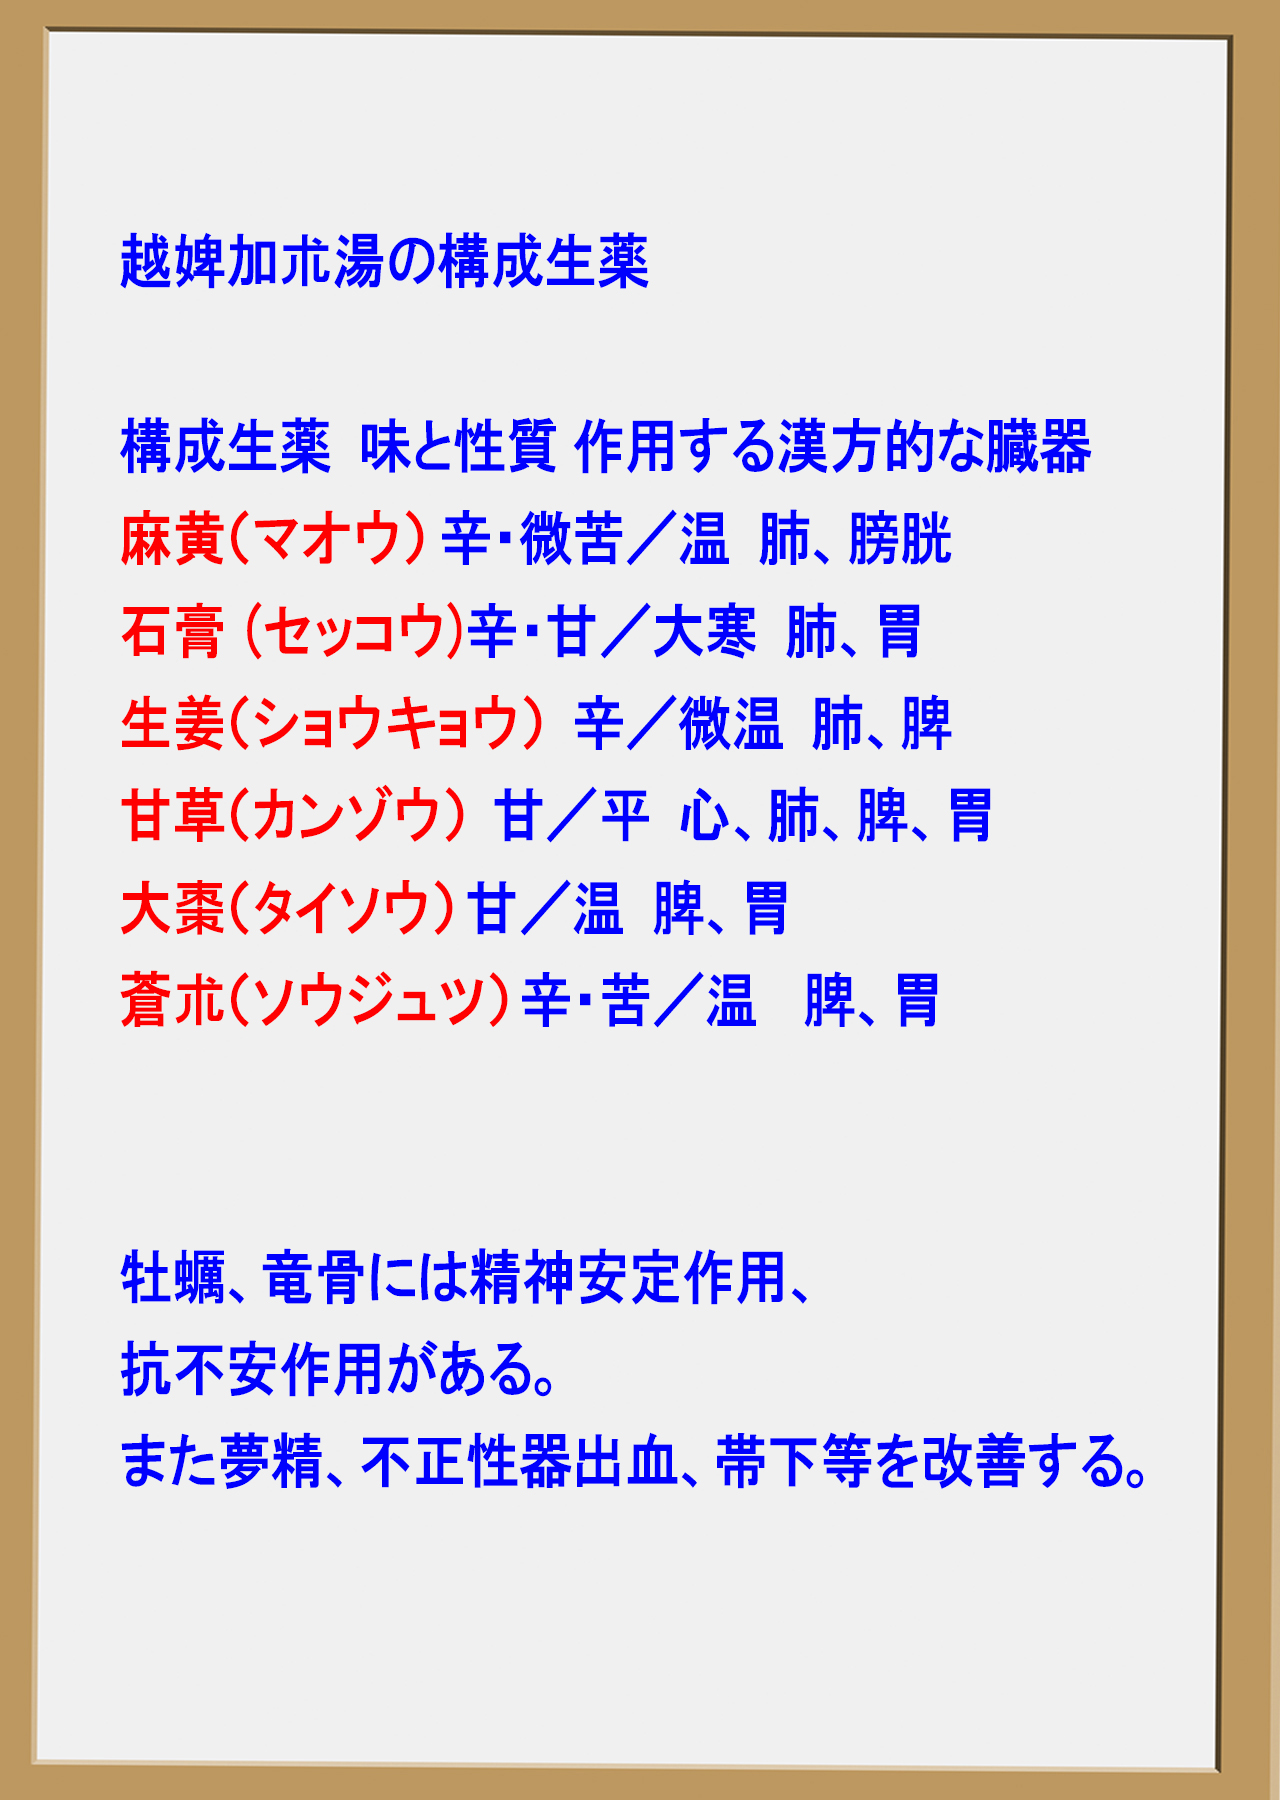 越婢加朮湯の構成生薬
構成生薬 味と性質 作用する漢方的な臓器
麻黄（マオウ） 辛・微苦／温 肺、膀胱
石膏 (セッコウ)辛・甘／大寒 肺、胃
生姜（ショウキョウ） 辛／微温 肺、脾
甘草（カンゾウ） 甘／平 心、肺、脾、胃
大棗（タイソウ） 甘／温 脾、胃
蒼朮（ソウジュツ） 辛・苦／温 脾、胃
牡蠣、竜骨には精神安定作用、
抗不安作用がある。
また夢精、不正性器出血、帯下等を改善する。